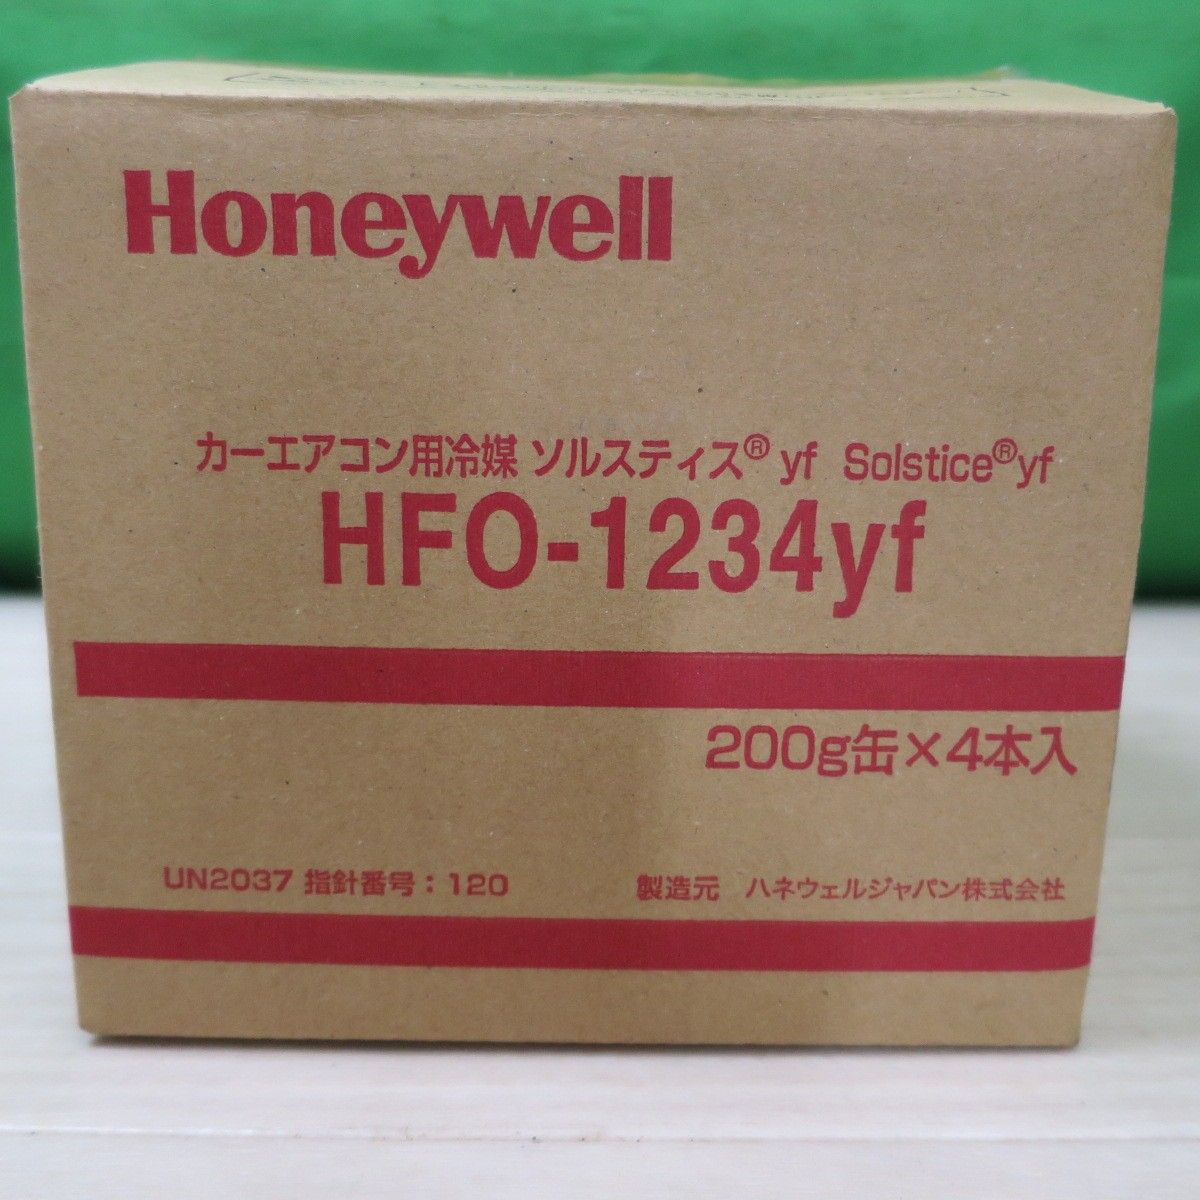 Honeywell
カーエアコン用冷媒 ソルスティス® yf Solstice®yf
HFO-1234yf
200g缶×4本入
UN2037 指針番号：120 製造元 ハネウェルジャパン株式会社